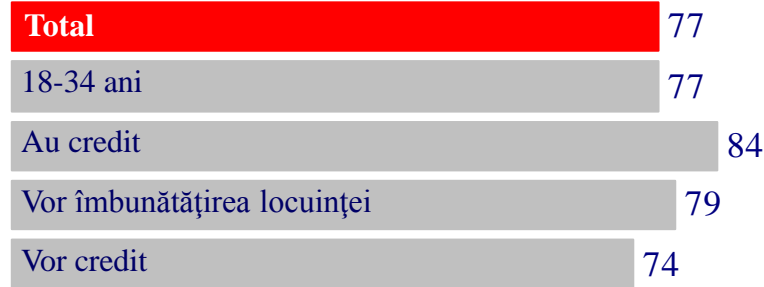 Total 77
18-34 ani 77
Au credit 84
Vor îmbunătăţirea locuinţei 79
Vor credit 74